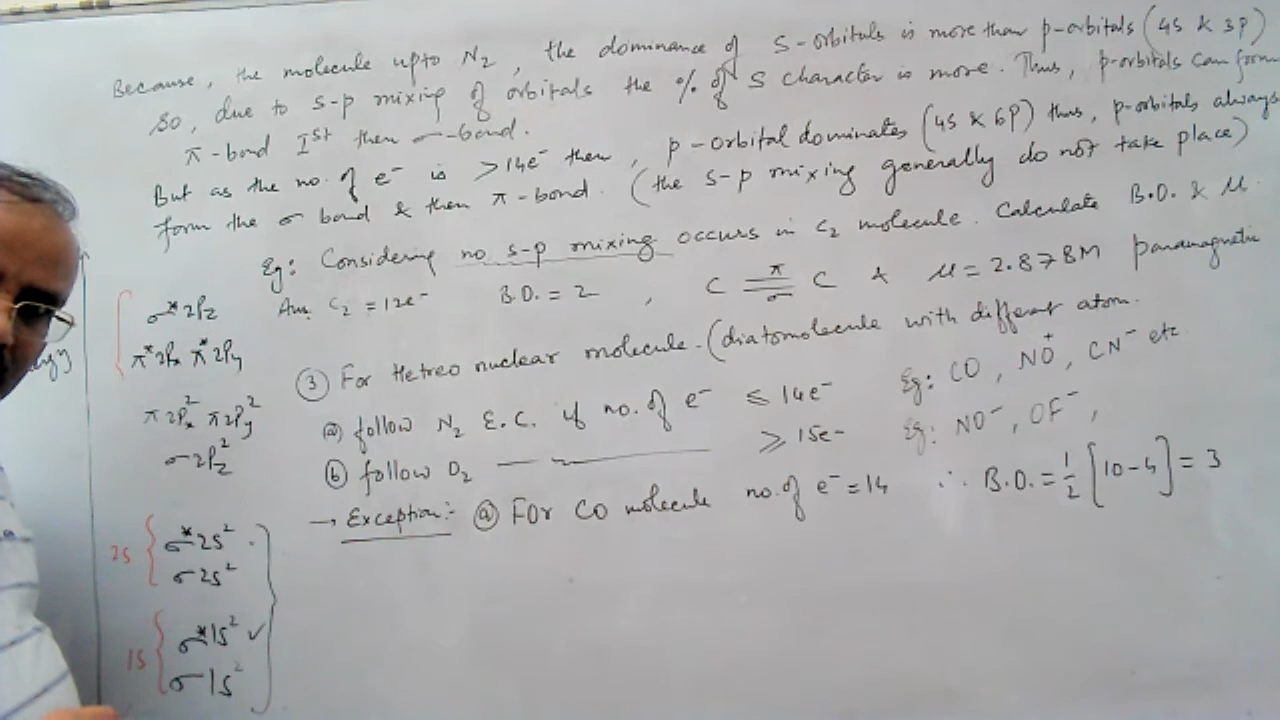 Because, the molecule upto N₂, the dominance of s-orbitals is more than p-orbitals (4s & 3p)
So, due to s-p mixing of orbitals the % of S character is more. Thus, p-orbitals can form
π-bond Iˢᵗ then σ-bond.
But as the no. of e⁻ is >14e⁻ then, p-orbital dominates (4s & 6p) thus, p-orbitals always
form the σ bond & then π-bond. (the s-p mixing generally do not take place)
Eg: Considering no s-p mixing occurs in C₂ molecule. Calculate B.O. & μ.
Ans. C₂ = 12e⁻ B.O. = 2, C π σ C & μ = 2.87BM paramagnetic
③ For Hetreo nuclear molecule. (diatomolecule with different atom.
ⓐ follow N₂ E.C. if no. of e⁻ ≤ 14e⁻ Eg: CO, NO⁺, CN⁻ etc
ⓑ follow O₂ ——— ≥ 15e⁻ Eg: NO⁻, OF⁻,
→ Exception:- ⓐ For CO molecule no. of e⁻ = 14 ∴ B.O. = 1/2 [10-4] = 3
σ*2Pz
π*2Px π*2Py
π2Px² π2Py²
σ2Pz²
2s { σ*2s²
σ2s²
1s { σ*1s² ✓
σ1s²